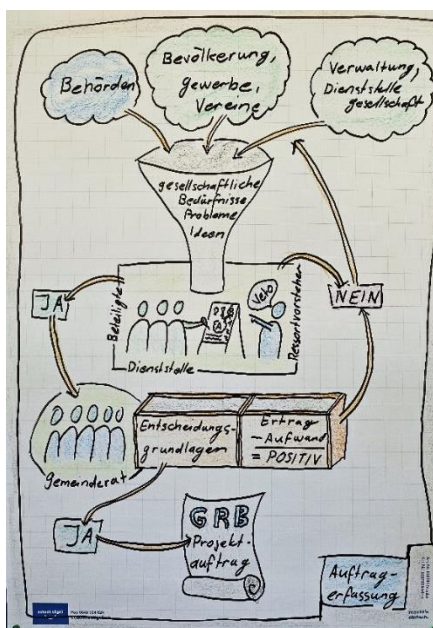 Behörden
Bevölkerung,
Gewerbe,
Vereine
Verwaltung,
Dienststelle
gesellschaft
gesellschaftliche
Bedürfnisse
Probleme
Ideen
JA
Beteiligte
Dienststelle
Veto
Ressortvorsteher
NEIN
Gemeinderat
Entscheidungs-
grundlagen
Ertrag
- Aufwand
= POSITIV
JA
GRB
Projekt-
auftrag
Auftrag-
erfassung